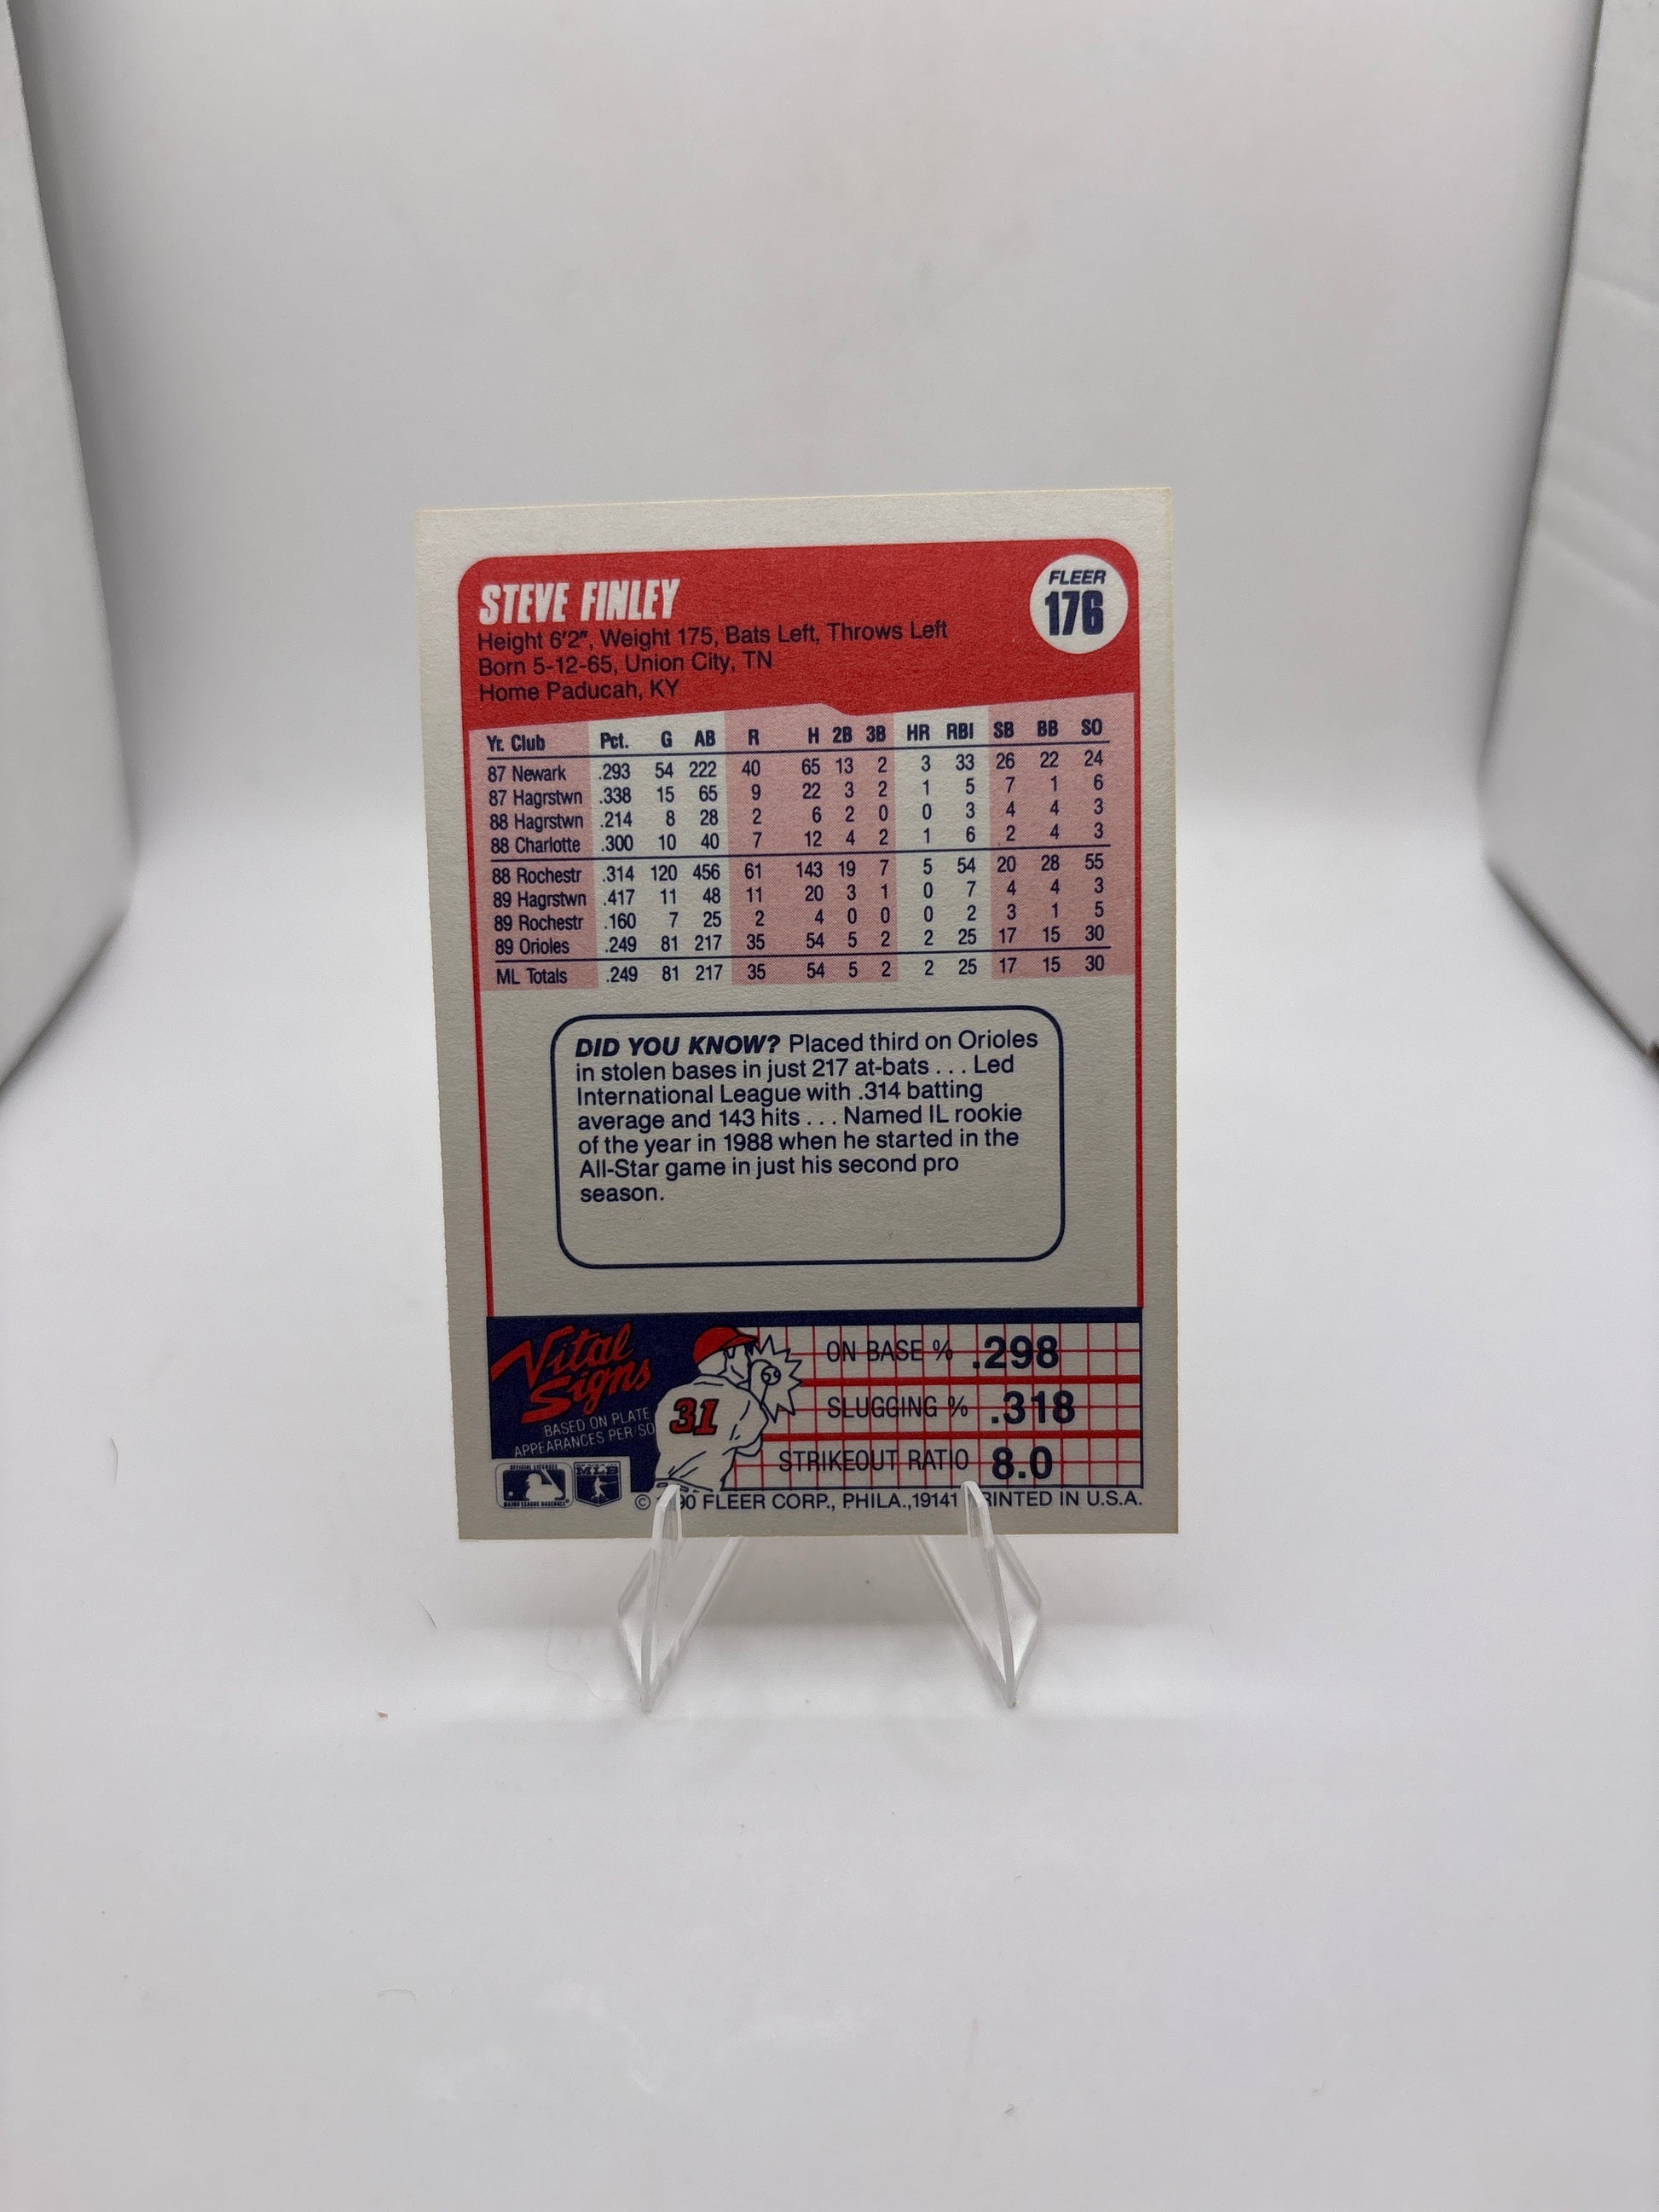 STEVE FINLEY
FLEER
176
Height 6'2", Weight 175, Bats Left, Throws Left
Born 5-12-65, Union City, TN
Home Paducah, KY
Yr. Club Pct. G AB R H 2B 3B HR RBI SB BB SO
87 Newark .293 54 222 40 65 13 2 3 33 26 22 24
87 Hagrstwn .338 15 65 9 22 3 2 1 5 7 1 6
88 Hagrstwn .214 8 28 2 6 2 0 0 3 4 4 3
88 Charlotte .300 10 40 7 12 4 2 1 6 2 4 3
88 Rochestr .314 120 456 61 143 19 7 5 54 20 28 55
89 Hagrstwn .417 11 48 11 20 3 1 0 7 4 4 3
89 Rochestr .160 7 25 2 4 0 0 0 2 3 1 5
89 Orioles .249 81 217 35 54 5 2 2 25 17 15 30
ML Totals .249 81 217 35 54 5 2 2 25 17 15 30
DID YOU KNOW? Placed third on Orioles
in stolen bases in just 217 at-bats . . . Led
International League with .314 batting
average and 143 hits . . . Named IL rookie
of the year in 1988 when he started in the
All-Star game in just his second pro
season.
Vital
Signs
BASED ON PLATE
APPEARANCES PER SO
31
ON BASE % .298
SLUGGING % .318
STRIKEOUT RATIO 8.0
MLB
© 90 FLEER CORP., PHILA., 19141 PRINTED IN U.S.A.